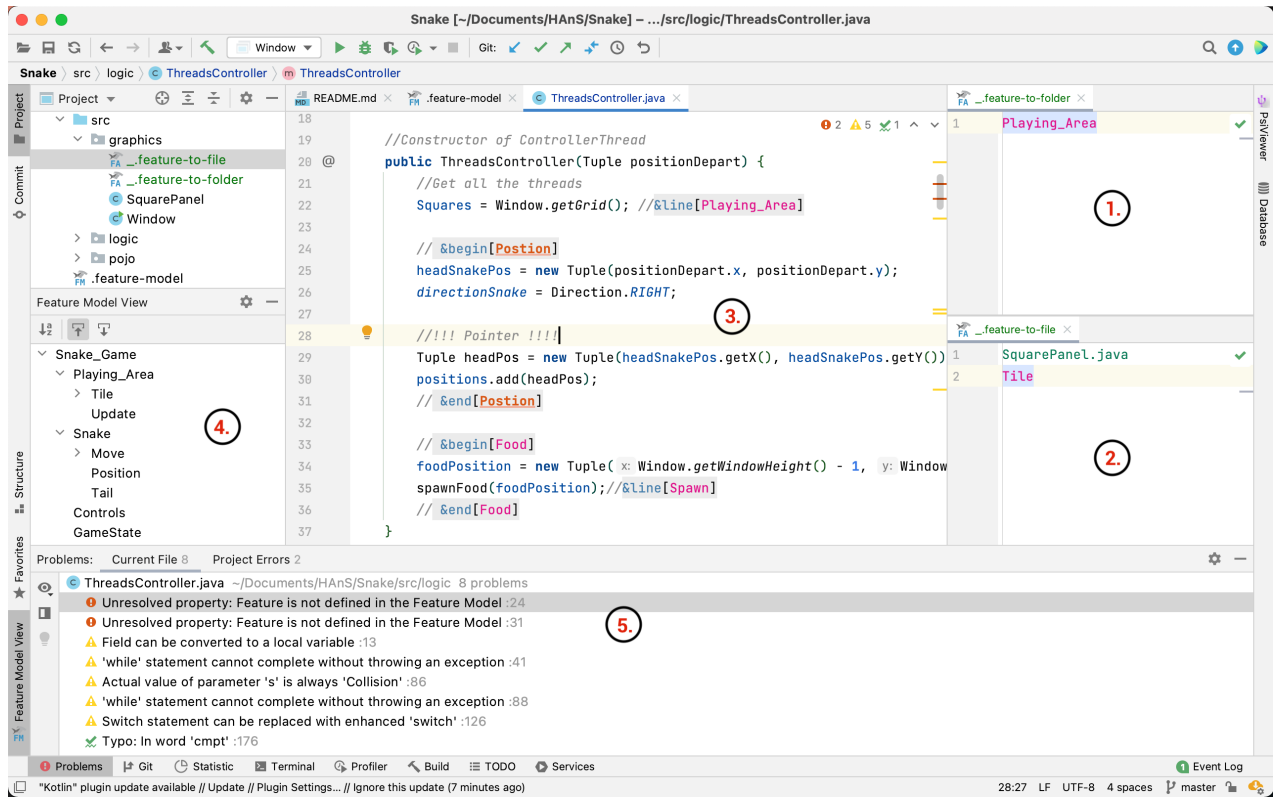 Snake [~/Documents/HAnS/Snake] – .../src/logic/ThreadsController.java
Window
Git:
Snake
src
logic
C ThreadsController
m ThreadsController
Project
Commit
Structure
Favorites
Feature Model View
Project
src
graphics
_.feature-to-file
_.feature-to-folder
SquarePanel
Window
logic
pojo
.feature-model
Feature Model View
Snake_Game
Playing_Area
Tile
Update
Snake
Move
Position
Tail
Controls
GameState
4.
README.md
.feature-model
ThreadsController.java
2 5 1
18
19 //Constructor of ControllerThread
20 @ public ThreadsController(Tuple positionDepart) {
21 //Get all the threads
22 Squares = Window.getGrid(); //&line[Playing_Area]
23
24 // &begin[Postion]
25 headSnakePos = new Tuple(positionDepart.x, positionDepart.y);
26 directionSnake = Direction.RIGHT;
27
28 //!!! Pointer !!!!
29 Tuple headPos = new Tuple(headSnakePos.getX(), headSnakePos.getY())
30 positions.add(headPos);
31 // &end[Postion]
32
33 // &begin[Food]
34 foodPosition = new Tuple( x: Window.getWindowHeight() - 1, y: Window
35 spawnFood(foodPosition);//&line[Spawn]
36 // &end[Food]
37 }
3.
_.feature-to-folder
1 Playing_Area
1.
_.feature-to-file
1 SquarePanel.java
2 Tile
2.
PsiViewer
Database
Problems: Current File 8 Project Errors 2
ThreadsController.java ~/Documents/HAnS/Snake/src/logic 8 problems
Unresolved property: Feature is not defined in the Feature Model :24
Unresolved property: Feature is not defined in the Feature Model :31
Field can be converted to a local variable :13
'while' statement cannot complete without throwing an exception :41
Actual value of parameter 's' is always 'Collision' :86
'while' statement cannot complete without throwing an exception :88
Switch statement can be replaced with enhanced 'switch' :126
Typo: In word 'cmpt' :176
5.
Problems Git Statistic Terminal Profiler Build TODO Services 1 Event Log
"Kotlin" plugin update available // Update // Plugin Settings... // Ignore this update (7 minutes ago) 28:27 LF UTF-8 4 spaces master